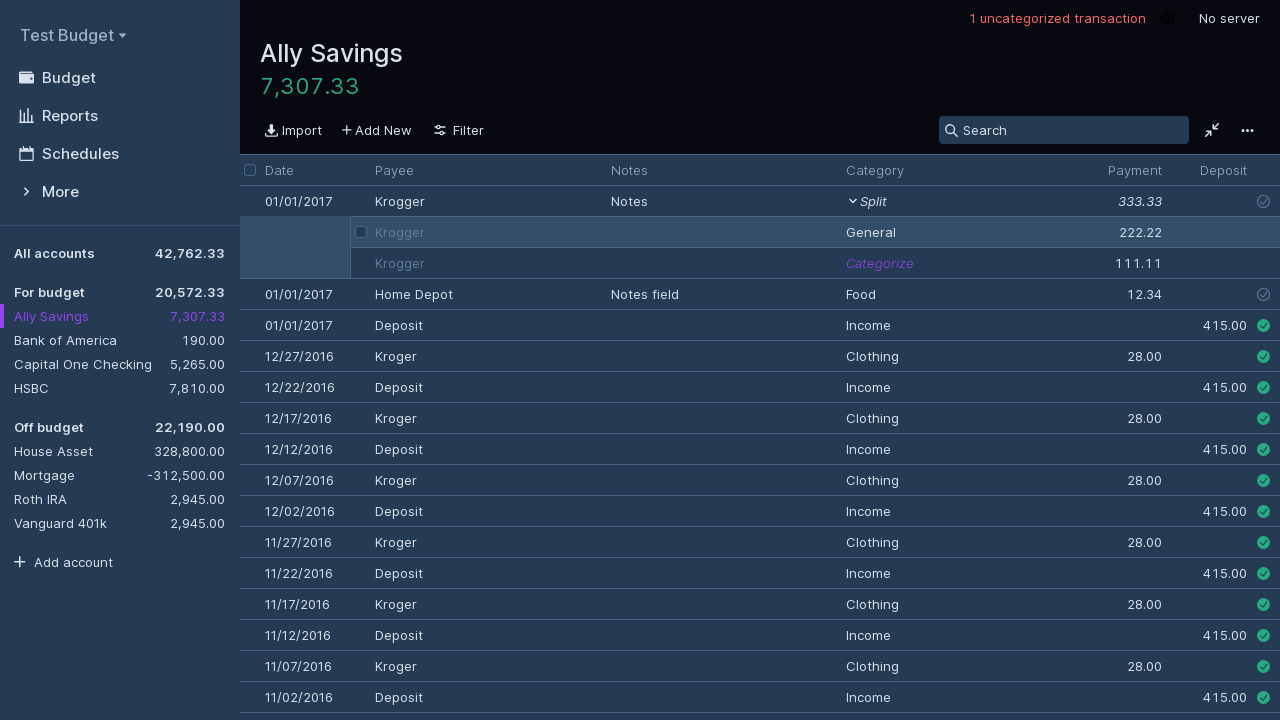 Test Budget
Budget
Reports
Schedules
More
All accounts 42,762.33
For budget 20,572.33
Ally Savings 7,307.33
Bank of America 190.00
Capital One Checking 5,265.00
HSBC 7,810.00
Off budget 22,190.00
House Asset 328,800.00
Mortgage -312,500.00
Roth IRA 2,945.00
Vanguard 401k 2,945.00
Add account
1 uncategorized transaction No server
Ally Savings
7,307.33
Import Add New Filter Search
Date Payee Notes Category Payment Deposit
01/01/2017 Krogger Notes Split 333.33
Krogger General 222.22
Krogger Categorize 111.11
01/01/2017 Home Depot Notes field Food 12.34
01/01/2017 Deposit Income 415.00
12/27/2016 Kroger Clothing 28.00
12/22/2016 Deposit Income 415.00
12/17/2016 Kroger Clothing 28.00
12/12/2016 Deposit Income 415.00
12/07/2016 Kroger Clothing 28.00
12/02/2016 Deposit Income 415.00
11/27/2016 Kroger Clothing 28.00
11/22/2016 Deposit Income 415.00
11/17/2016 Kroger Clothing 28.00
11/12/2016 Deposit Income 415.00
11/07/2016 Kroger Clothing 28.00
11/02/2016 Deposit Income 415.00